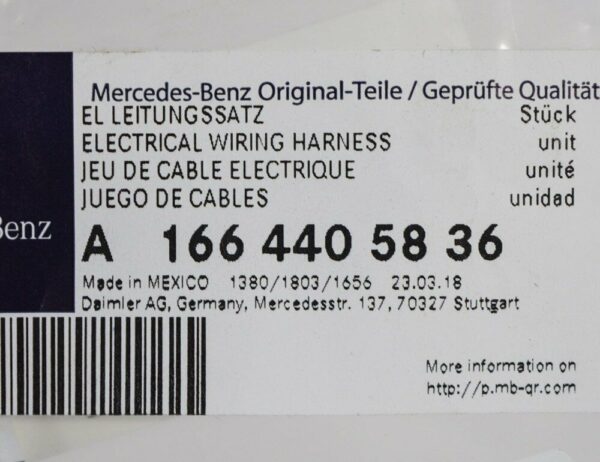 Mercedes-Benz Original-Teile / Geprüfte Qualität
EL LEITUNGSSATZ Stück
ELECTRICAL WIRING HARNESS unit
JEU DE CABLE ELECTRIQUE unité
JUEGO DE CABLES unidad
Benz
A 166 440 58 36
Made in MEXICO 1380/1803/1656 23.03.18
Daimler AG, Germany, Mercedesstr. 137, 70327 Stuttgart
More information on
http://p.mb-qr.com